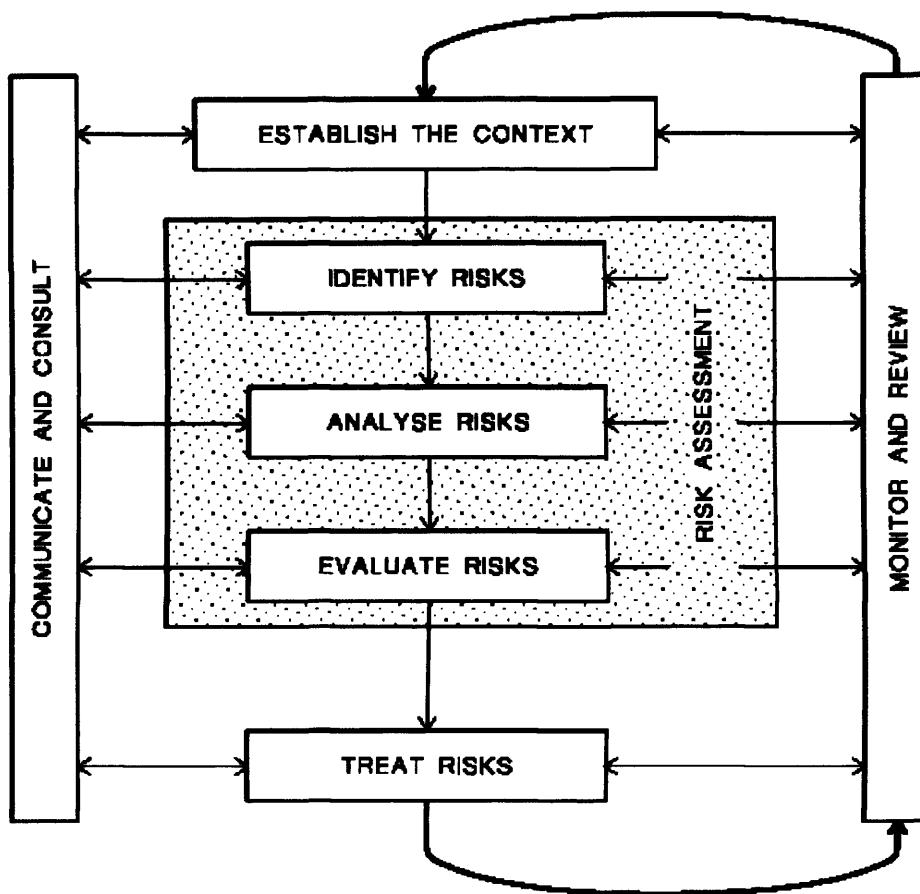 ESTABLISH THE CONTEXT
COMMUNICATE AND CONSULT
IDENTIFY RISKS
ANALYSE RISKS
EVALUATE RISKS
RISK ASSESSMENT
MONITOR AND REVIEW
TREAT RISKS